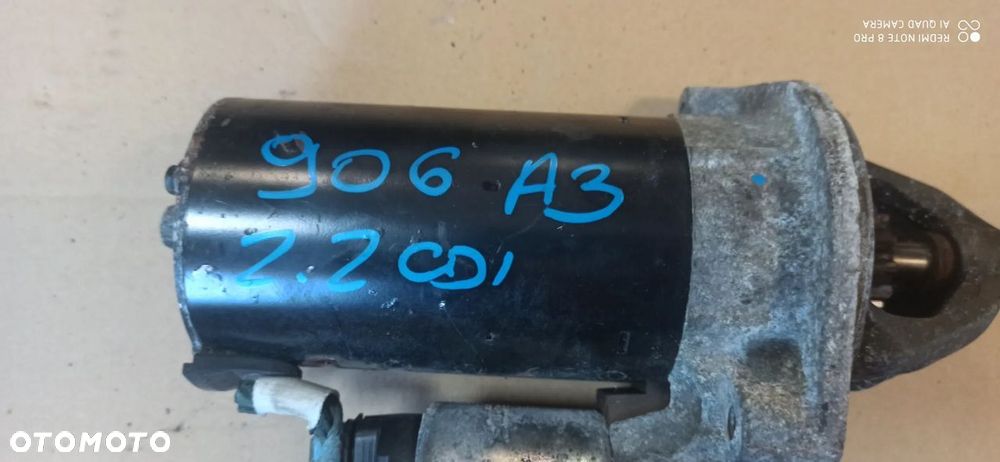 REDMI NOTE 8 PRO
AI QUAD CAMERA
906 A3
2.2 CDI
OTOMOTO